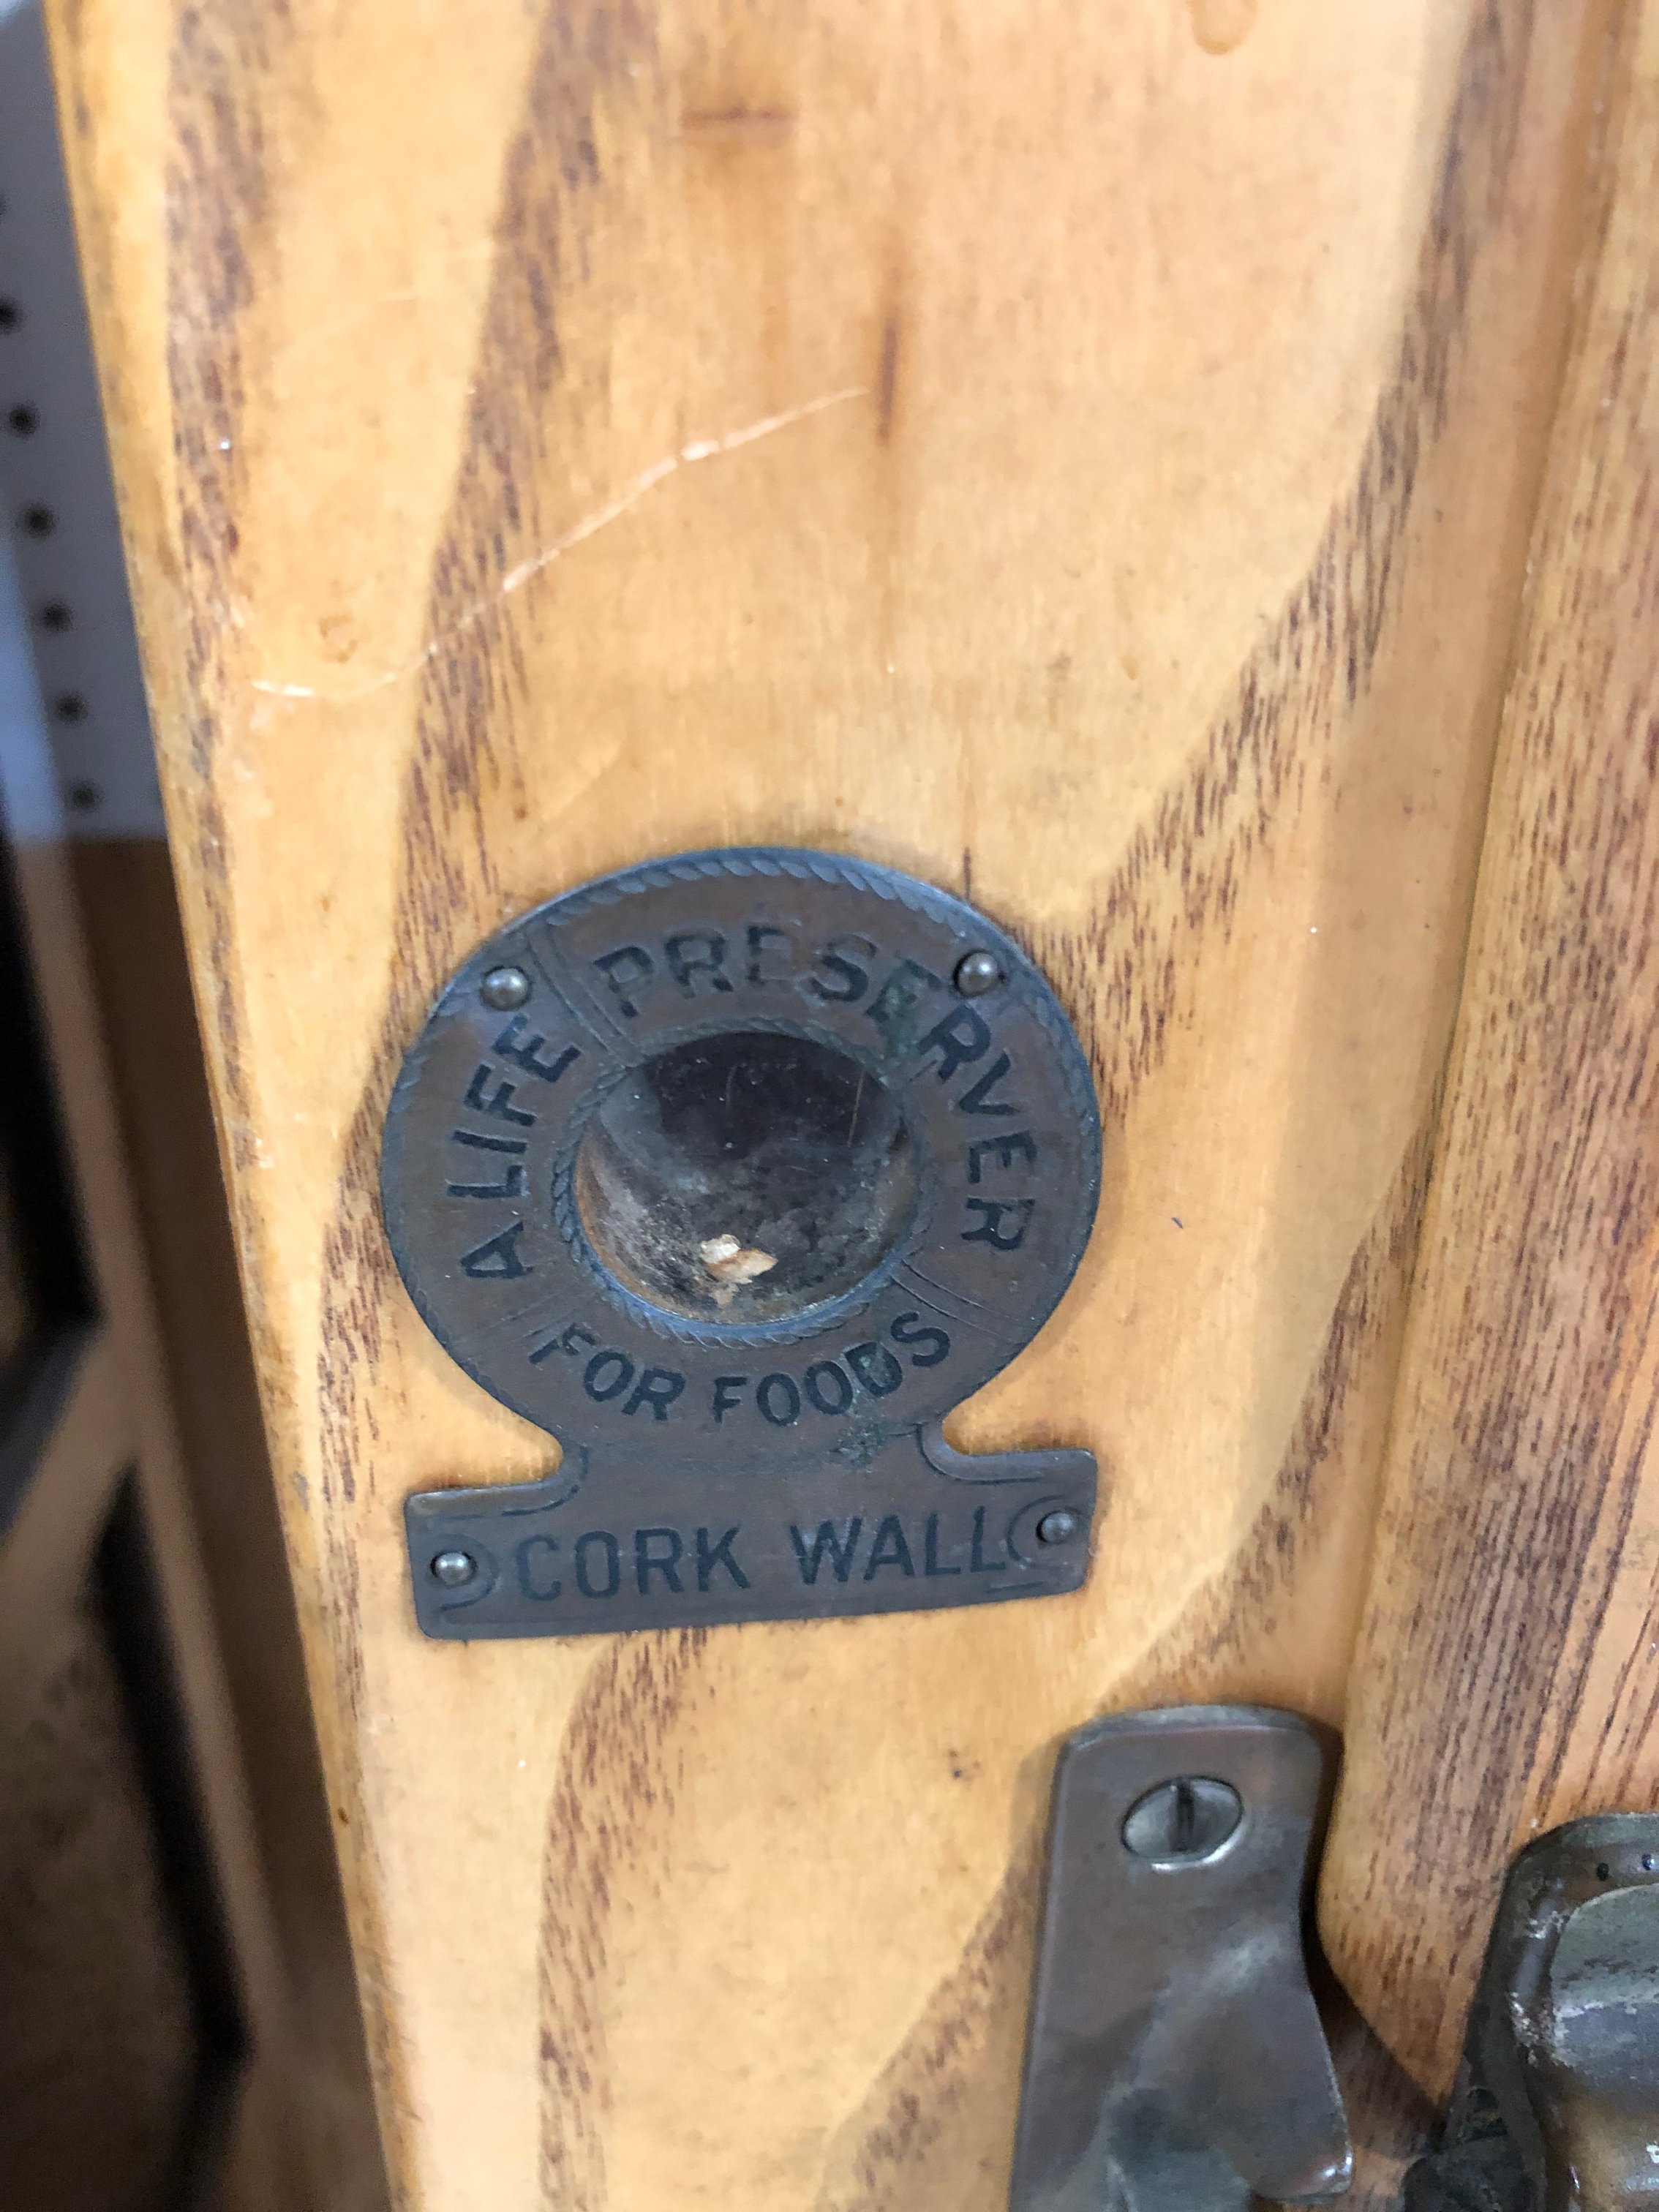 A LIFE PRESERVER
FOR FOODS
CORK WALL